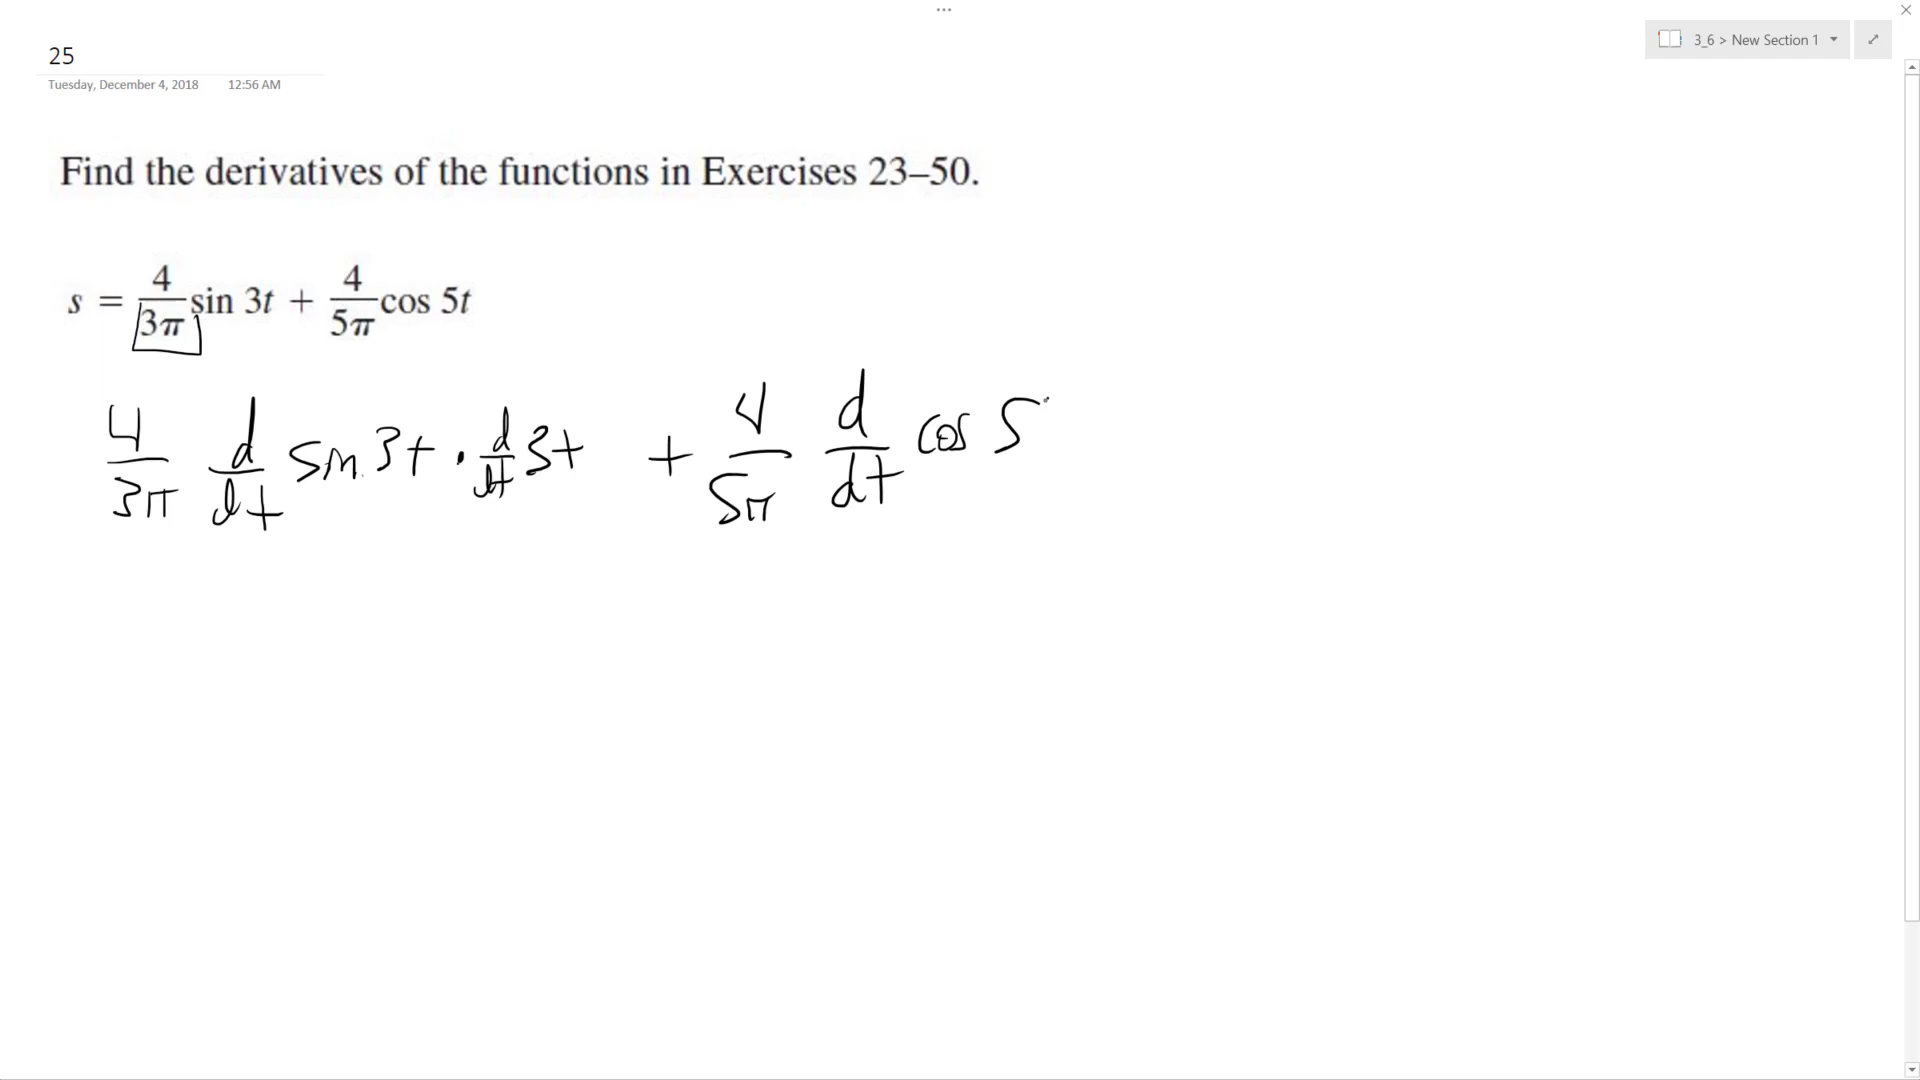 ...
3_6 > New Section 1
25
Tuesday, December 4, 2018 12:56 AM
Find the derivatives of the functions in Exercises 23–50.
s = 4/3π sin 3t + 4/5π cos 5t
4/3π d/dt sin 3t · d/dt 3t + 4/5π d/dt cos 5